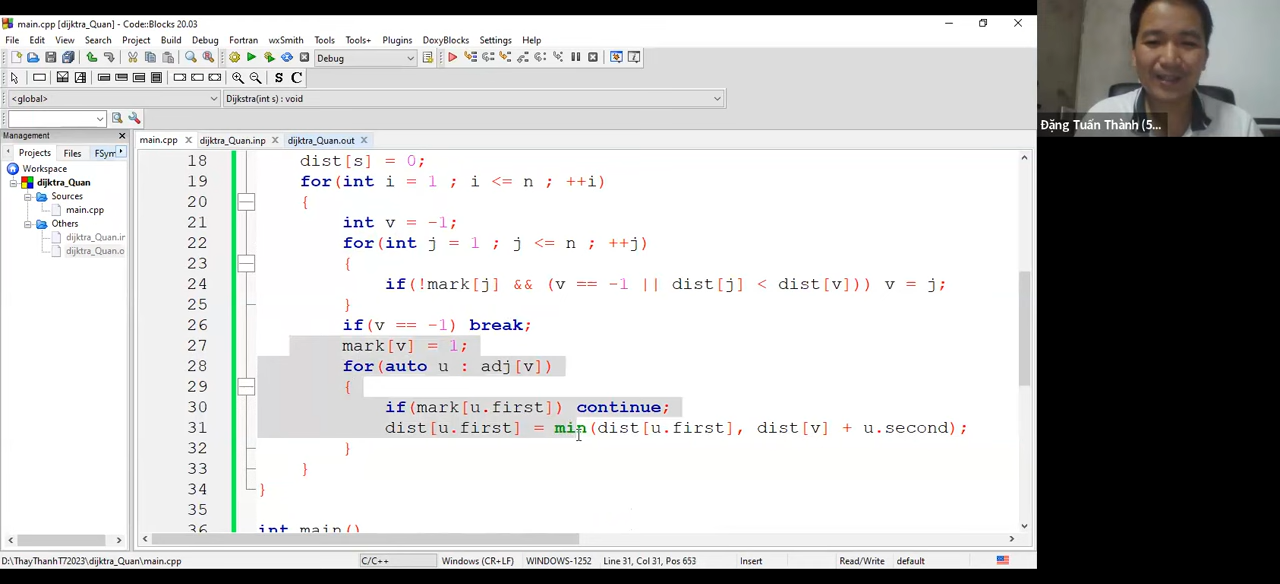 main.cpp [dijktra_Quan] - Code::Blocks 20.03
File Edit View Search Project Build Debug Fortran wxSmith Tools Tools+ Plugins DoxyBlocks Settings Help
Debug
S C
<global>
Dijkstra(int s) : void
Management
Projects Files FSym
main.cpp dijktra_Quan.inp dijktra_Quan.out
Workspace
dijktra_Quan
Sources
main.cpp
Others
dijktra_Quan.ir
dijktra_Quan.o
18 dist[s] = 0;
19 for(int i = 1 ; i <= n ; ++i)
20 {
21 int v = -1;
22 for(int j = 1 ; j <= n ; ++j)
23 {
24 if(!mark[j] && (v == -1 || dist[j] < dist[v])) v = j;
25 }
26 if(v == -1) break;
27 mark[v] = 1;
28 for(auto u : adj[v])
29 {
30 if(mark[u.first]) continue;
31 dist[u.first] = min(dist[u.first], dist[v] + u.second);
32 }
33 }
34 }
35
36 int main()
D:\ThayThanhT72023\dijktra_Quan\main.cpp C/C++ Windows (CR+LF) WINDOWS-1252 Line 31, Col 31, Pos 653 Insert Read/Write default
Đặng Tuấn Thành (5...